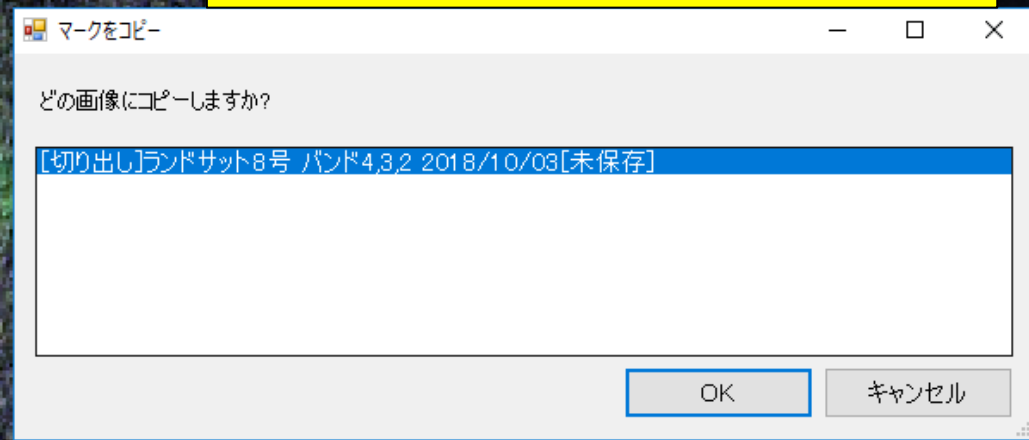 マークをコピー
どの画像にコピーしますか?
[切り出し]ランドサット8号 バンド4,3,2 2018/10/03[未保存]
OK
キャンセル